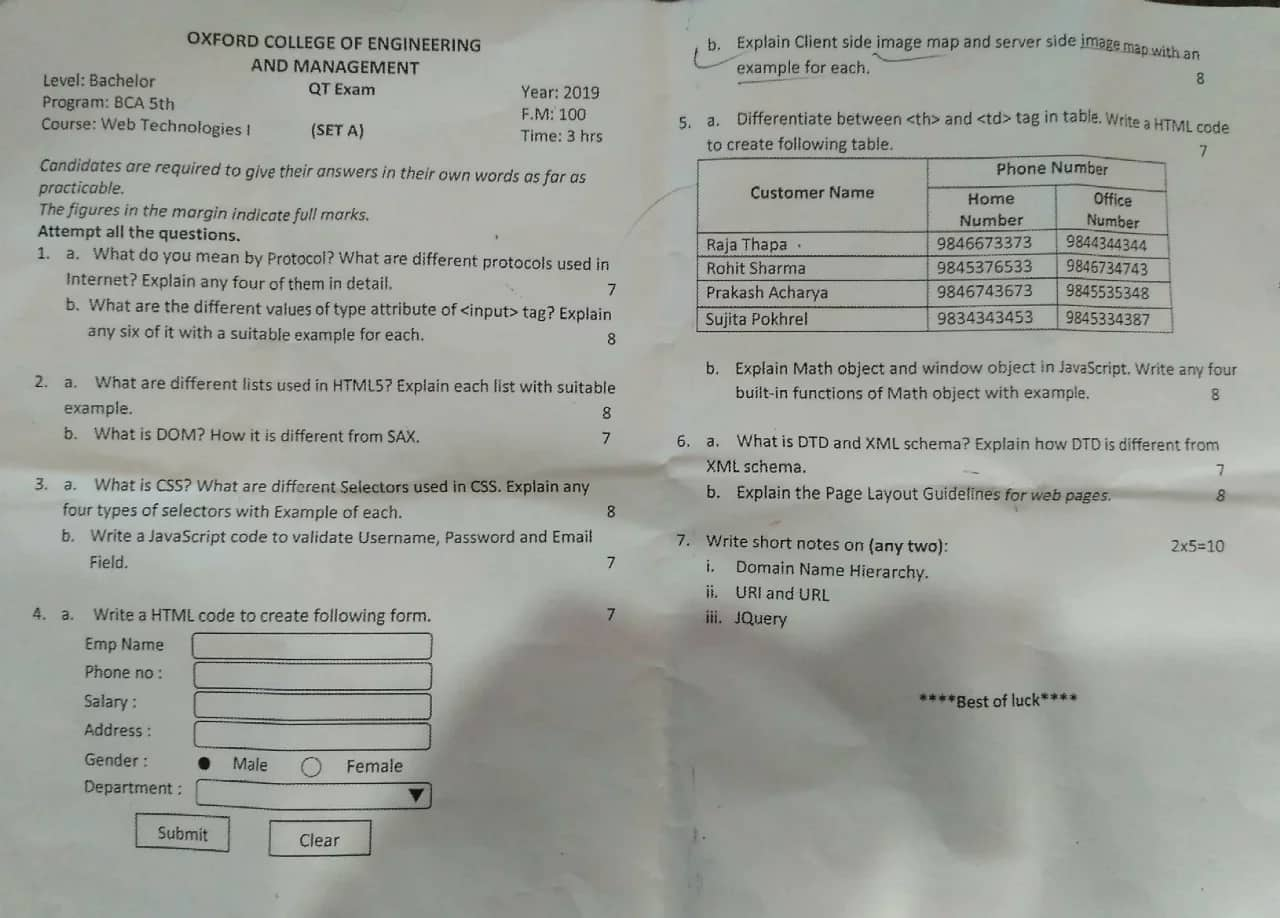 OXFORD COLLEGE OF ENGINEERING
AND MANAGEMENT
Level: Bachelor QT Exam Year: 2019
Program: BCA 5th F.M: 100
Course: Web Technologies I (SET A) Time: 3 hrs
Candidates are required to give their answers in their own words as far as
practicable.
The figures in the margin indicate full marks.
Attempt all the questions.
1. a. What do you mean by Protocol? What are different protocols used in
Internet? Explain any four of them in detail. 7
b. What are the different values of type attribute of <input> tag? Explain
any six of it with a suitable example for each. 8
2. a. What are different lists used in HTML5? Explain each list with suitable
example. 8
b. What is DOM? How it is different from SAX. 7
3. a. What is CSS? What are different Selectors used in CSS. Explain any
four types of selectors with Example of each. 8
b. Write a JavaScript code to validate Username, Password and Email
Field. 7
4. a. Write a HTML code to create following form. 7
Emp Name
Phone no :
Salary :
Address :
Gender : Male Female
Department :
Submit Clear
b. Explain Client side image map and server side image map with an
example for each. 8
5. a. Differentiate between <th> and <td> tag in table. Write a HTML code
to create following table. 7
Customer Name Phone Number
Home Number Office Number
Raja Thapa 9846673373 9844344344
Rohit Sharma 9845376533 9846734743
Prakash Acharya 9846743673 9845535348
Sujita Pokhrel 9834343453 9845334387
b. Explain Math object and window object in JavaScript. Write any four
built-in functions of Math object with example. 8
6. a. What is DTD and XML schema? Explain how DTD is different from
XML schema. 7
b. Explain the Page Layout Guidelines for web pages. 8
7. Write short notes on (any two): 2x5=10
i. Domain Name Hierarchy.
ii. URI and URL
iii. JQuery
****Best of luck****